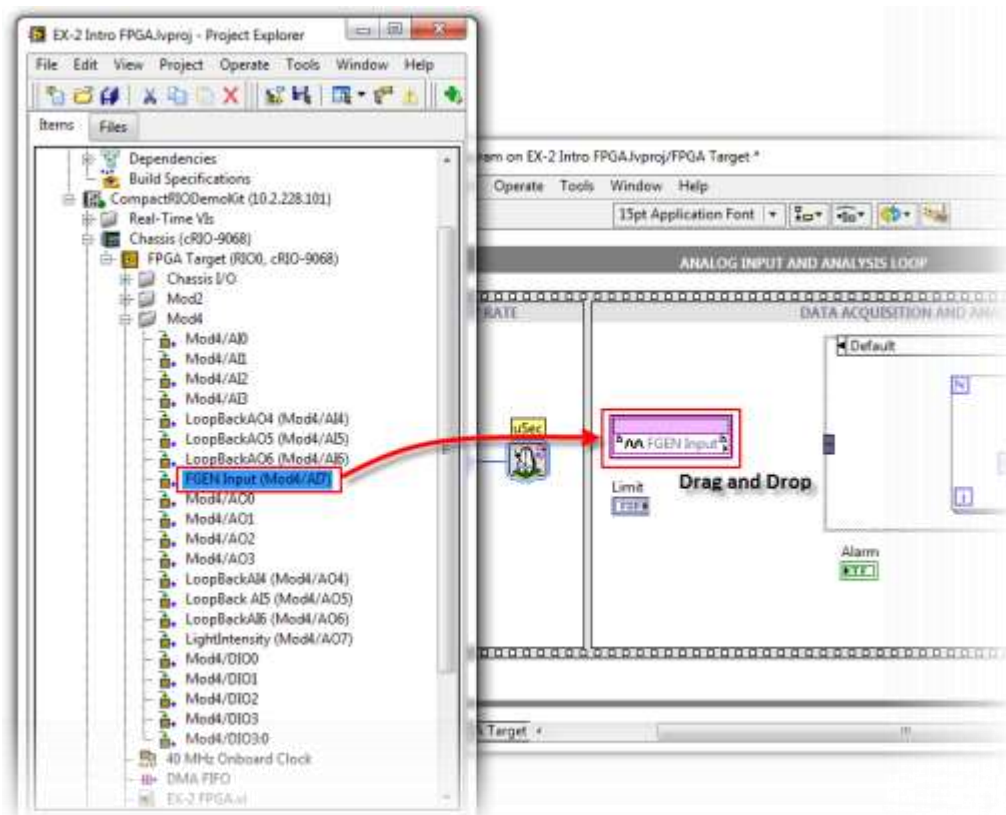 EX-2 Intro FPGA.lvproj - Project Explorer
File Edit View Project Operate Tools Window Help
Items Files
Dependencies
Build Specifications
CompactRIODemoKit (10.2.228.101)
Real-Time VIs
Chassis (cRIO-9068)
FPGA Target (RIO0, cRIO-9068)
Chassis I/O
Mod2
Mod4
Mod4/AI0
Mod4/AI1
Mod4/AI2
Mod4/AI3
LoopBackAO4 (Mod4/AI4)
LoopBackAO5 (Mod4/AI5)
LoopBackAO6 (Mod4/AI6)
FGEN Input (Mod4/AI7)
Mod4/AO0
Mod4/AO1
Mod4/AO2
Mod4/AO3
LoopBackAI4 (Mod4/AO4)
LoopBack AI5 (Mod4/AO5)
LoopBackAI6 (Mod4/AO6)
LightIntensity (Mod4/AO7)
Mod4/DIO0
Mod4/DIO1
Mod4/DIO2
Mod4/DIO3
Mod4/DIO3:0
40 MHz Onboard Clock
DMA FIFO
EX-2 FPGA.vi
on EX-2 Intro FPGA.lvproj/FPGA Target *
Operate Tools Window Help
15pt Application Font
ANALOG INPUT AND ANALYSIS LOOP
RATE
DATA ACQUISITION AND
Default
N
uSec
FGEN Input
Drag and Drop
Limit
i
Alarm
TF
Target